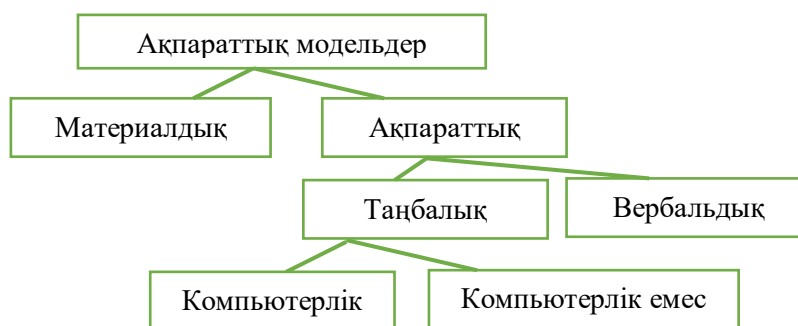 Ақпараттық модельдер
Материалдық
Ақпараттық
Таңбалық
Вербальдық
Компьютерлік
Компьютерлік емес